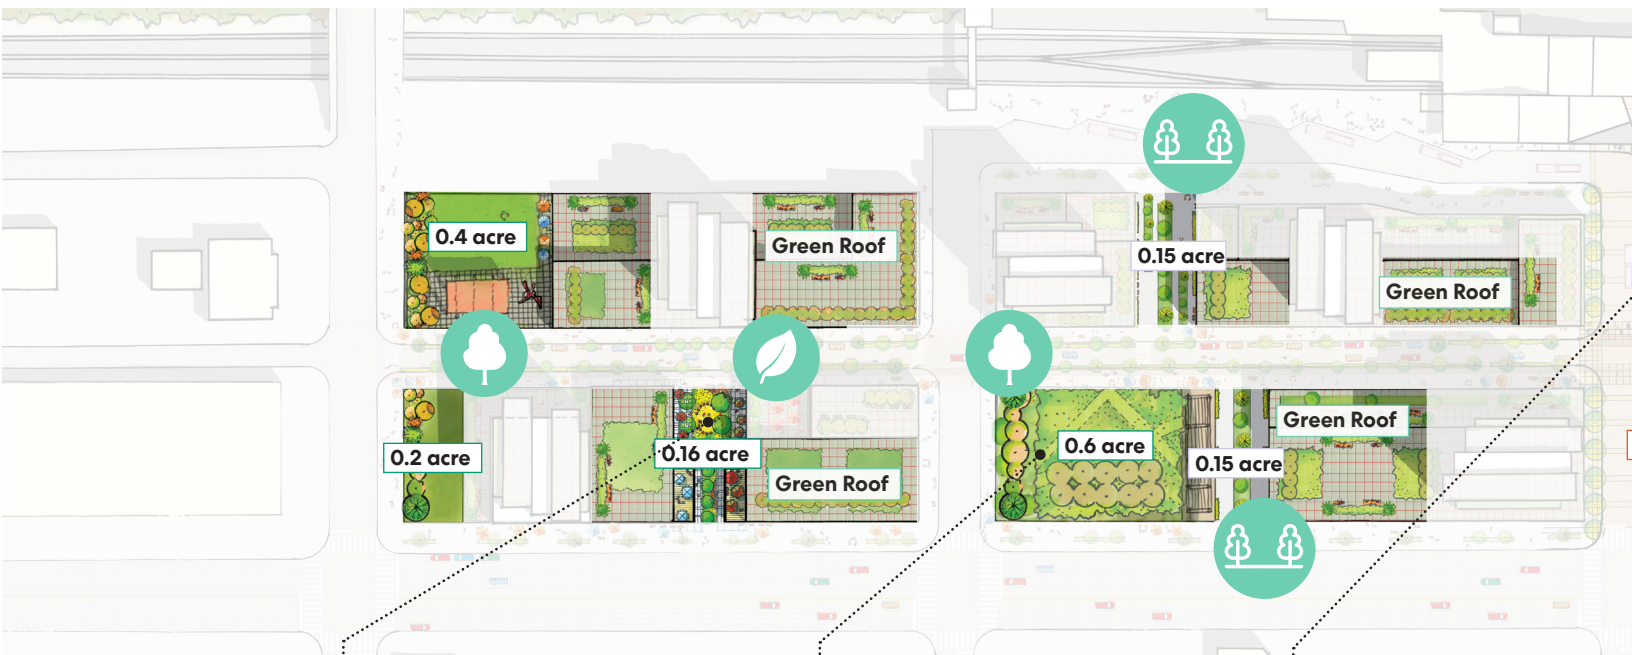 0.4 acre
Green Roof
0.15 acre
Green Roof
0.2 acre
0.16 acre
Green Roof
0.6 acre
0.15 acre
Green Roof